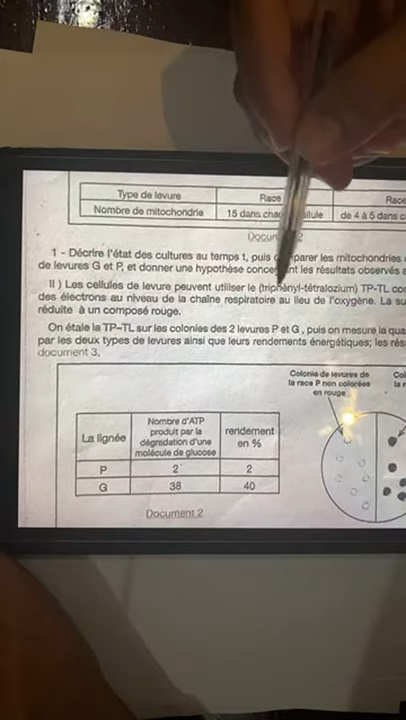 Type de levure Race Race
Nombre de mitochondrie 15 dans de 4 à 5 dans c
2
1 - Décrire l'état des cultures au temps t, puis parer les mitochondries
de levures G et P, et donner une hypothèse nt les résultats observés a
II ) Les cellules de levure peuvent utiliser le (triphényl-tétralozium) TP-TL co
des électrons au niveau de la chaîne respiratoire au lieu de l'oxygène. La su
réduite à un composé rouge.
On étale la TP-TL sur les colonies des 2 levures P et G , puis on mesure la qua
par les deux types de levures ainsi que leurs rendements énergétiques; les rés
document 3.
Colonie de levures de
la race P non colorées
en rouge
Col
la r
La lignée
Nombre d'ATP
produit par la
dégradation d'une
molécule de glucose
rendement
en %
P 2 2
G 38 40
Document 2